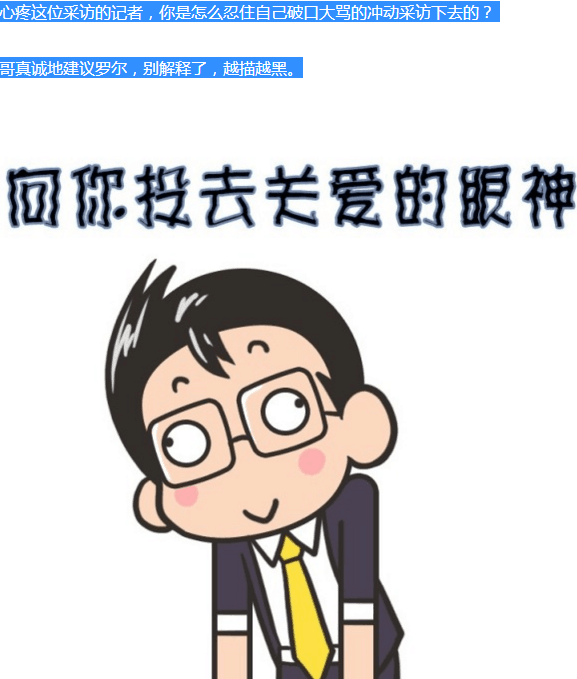 心疼这位采访的记者，你是怎么忍住自己破口大骂的冲动采访下去的？
哥真诚地建议罗尔，别解释了，越描越黑。
向你投去关爱的眼神